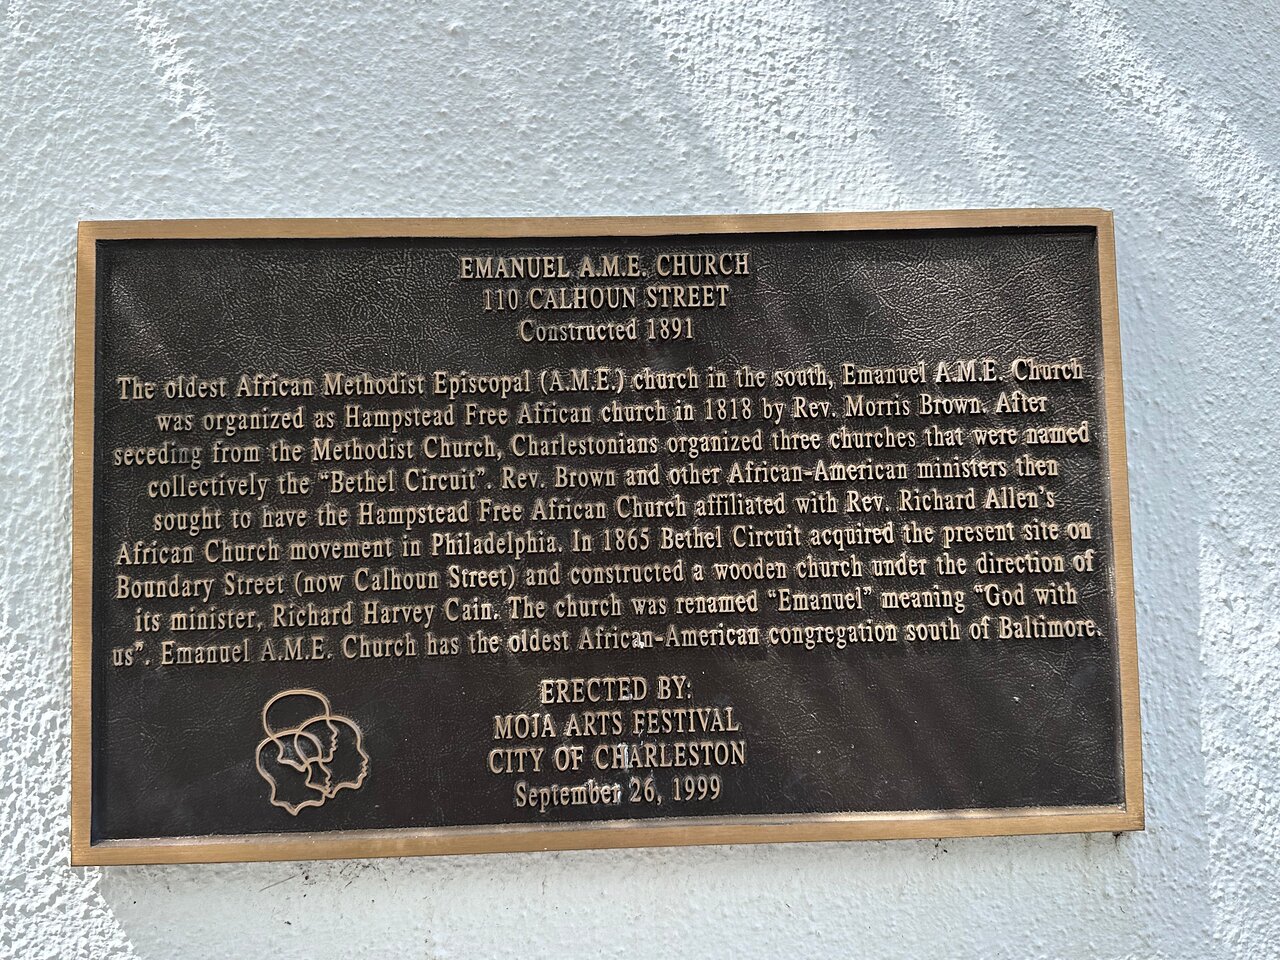 EMANUEL A.M.E. CHURCH
110 CALHOUN STREET
Constructed 1891
The oldest African Methodist Episcopal (A.M.E.) church in the south, Emanuel A.M.E. Church
was organized as Hampstead Free African church in 1818 by Rev. Morris Brown. After
seceding from the Methodist Church, Charlestonians organized three churches that were named
collectively the “Bethel Circuit”. Rev. Brown and other African-American ministers then
sought to have the Hampstead Free African Church affiliated with Rev. Richard Allen's
African Church movement in Philadelphia. In 1865 Bethel Circuit acquired the present site on
Boundary Street (now Calhoun Street) and constructed a wooden church under the direction of
its minister, Richard Harvey Cain. The church was renamed “Emanuel” meaning “God with
us”. Emanuel A.M.E. Church has the oldest African-American congregation south of Baltimore.
ERECTED BY:
MOJA ARTS FESTIVAL
CITY OF CHARLESTON
September 26, 1999